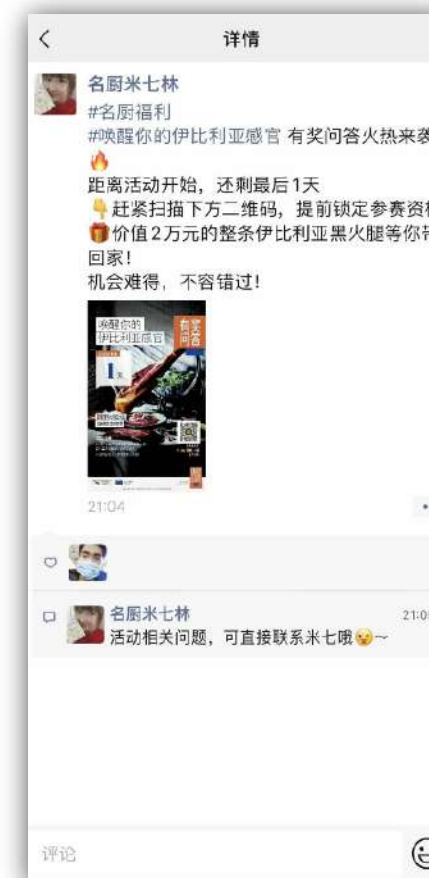 详情
名厨米七林
#名厨福利
#唤醒你的伊比利亚感官 有奖问答火热来袭
🔥
距离活动开始，还剩最后1天
👇赶紧扫描下方二维码，提前锁定参赛资格
🎁价值2万元的整条伊比利亚黑火腿等你带
回家！
机会难得，不容错过！
唤醒你的
伊比利亚感官
有奖
问答
1天
21:04
名厨米七林
21:05
活动相关问题，可直接联系米七哦😮～
评论